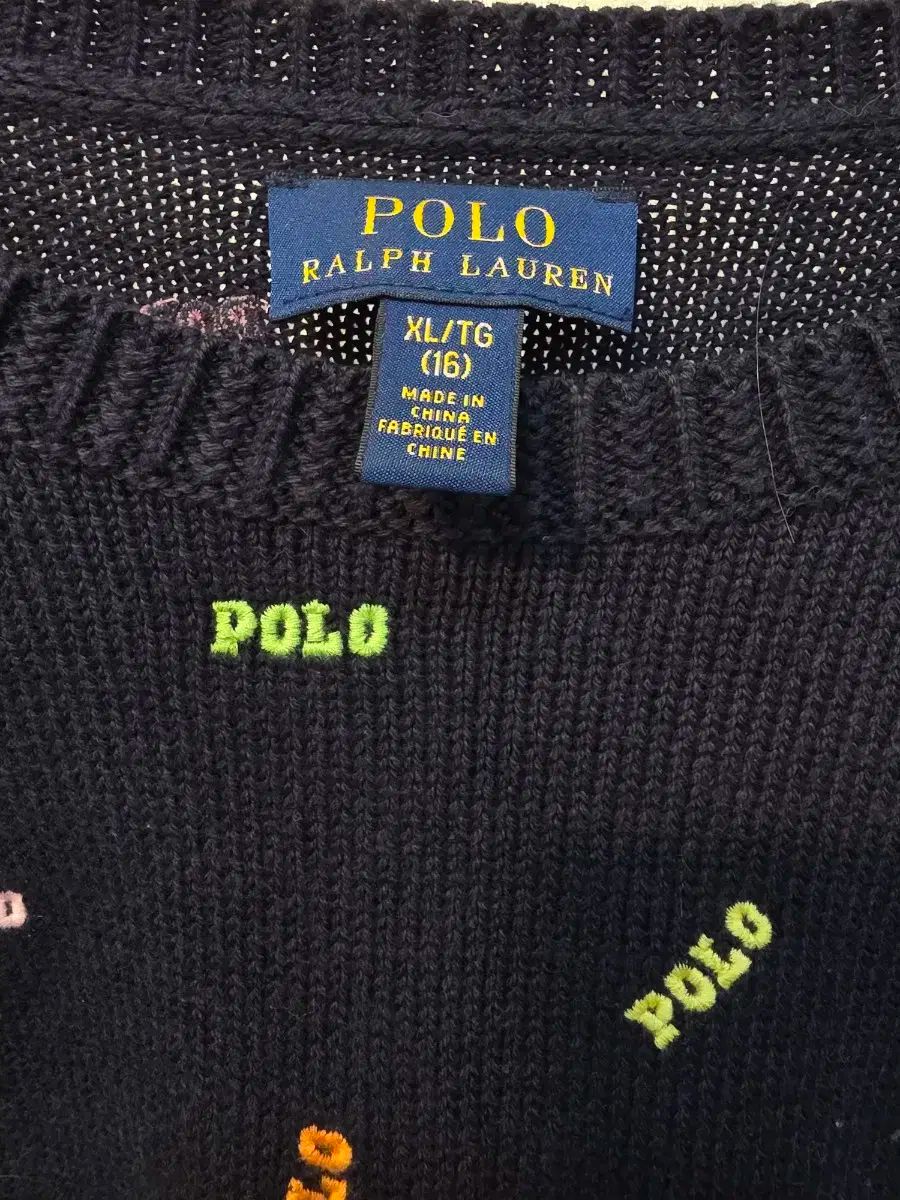 POLO
RALPH LAUREN
XL/TG
(16)
MADE IN
CHINA
FABRIQUÉ EN
CHINE
POLO
POLO